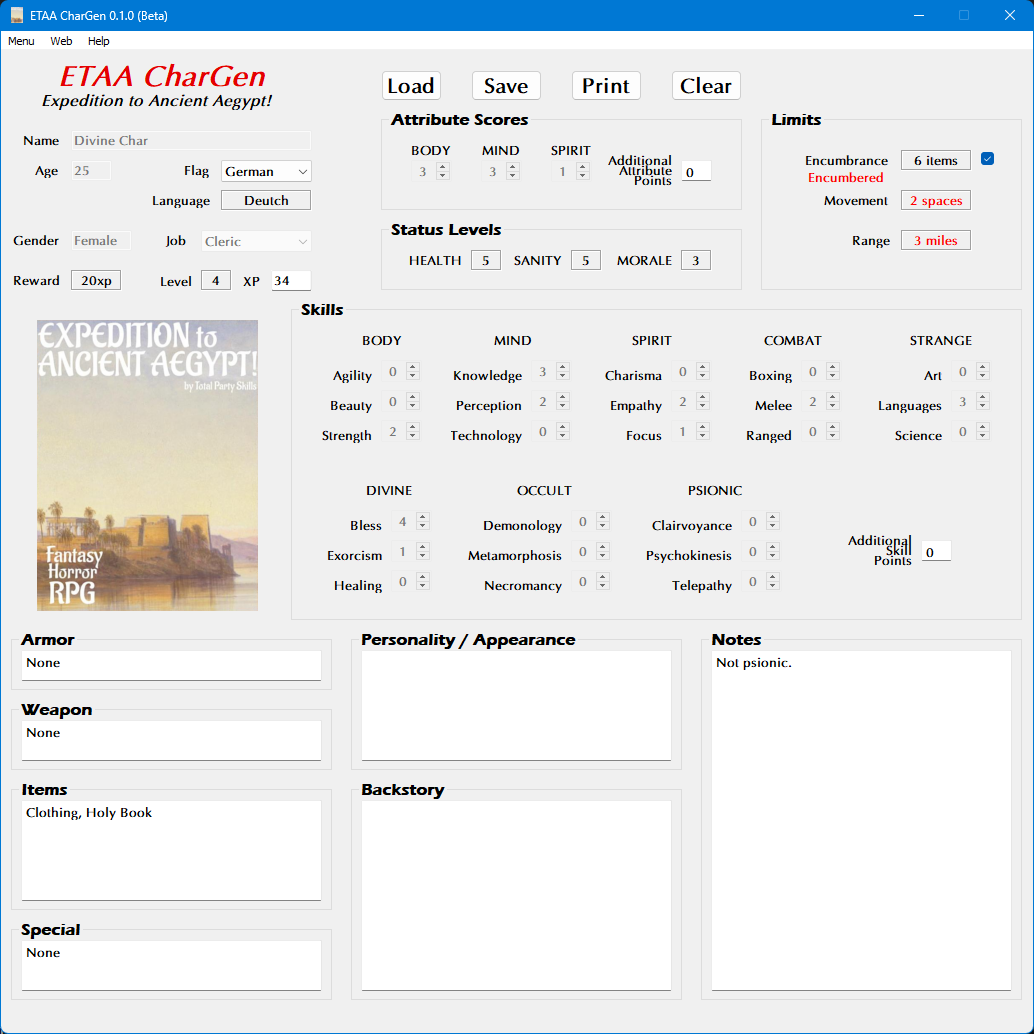 ETAA CharGen 0.1.0 (Beta)
Menu Web Help
ETAA CharGen
Expedition to Ancient Aegypt!
Load Save Print Clear
Name Divine Char
Age 25 Flag German
Language Deutch
Gender Female Job Cleric
Reward 20xp Level 4 XP 34
Attribute Scores
BODY MIND SPIRIT
3 3 1
Additional
Attribute
Points
0
Status Levels
HEALTH 5 SANITY 5 MORALE 3
Limits
Encumbrance 6 items
Encumbered
Movement 2 spaces
Range 3 miles
EXPEDITION to
ANCIENT AEGYPT!
by Total Party Skills
Fantasy
Horror
RPG
Skills
BODY MIND SPIRIT COMBAT STRANGE
Agility 0 Knowledge 3 Charisma 0 Boxing 0 Art 0
Beauty 0 Perception 2 Empathy 2 Melee 2 Languages 3
Strength 2 Technology 0 Focus 1 Ranged 0 Science 0
DIVINE OCCULT PSIONIC
Bless 4 Demonology 0 Clairvoyance 0
Exorcism 1 Metamorphosis 0 Psychokinesis 0
Healing 0 Necromancy 0 Telepathy 0
Additional
Skill
Points
0
Armor
None
Weapon
None
Items
Clothing, Holy Book
Special
None
Personality / Appearance
Backstory
Notes
Not psionic.